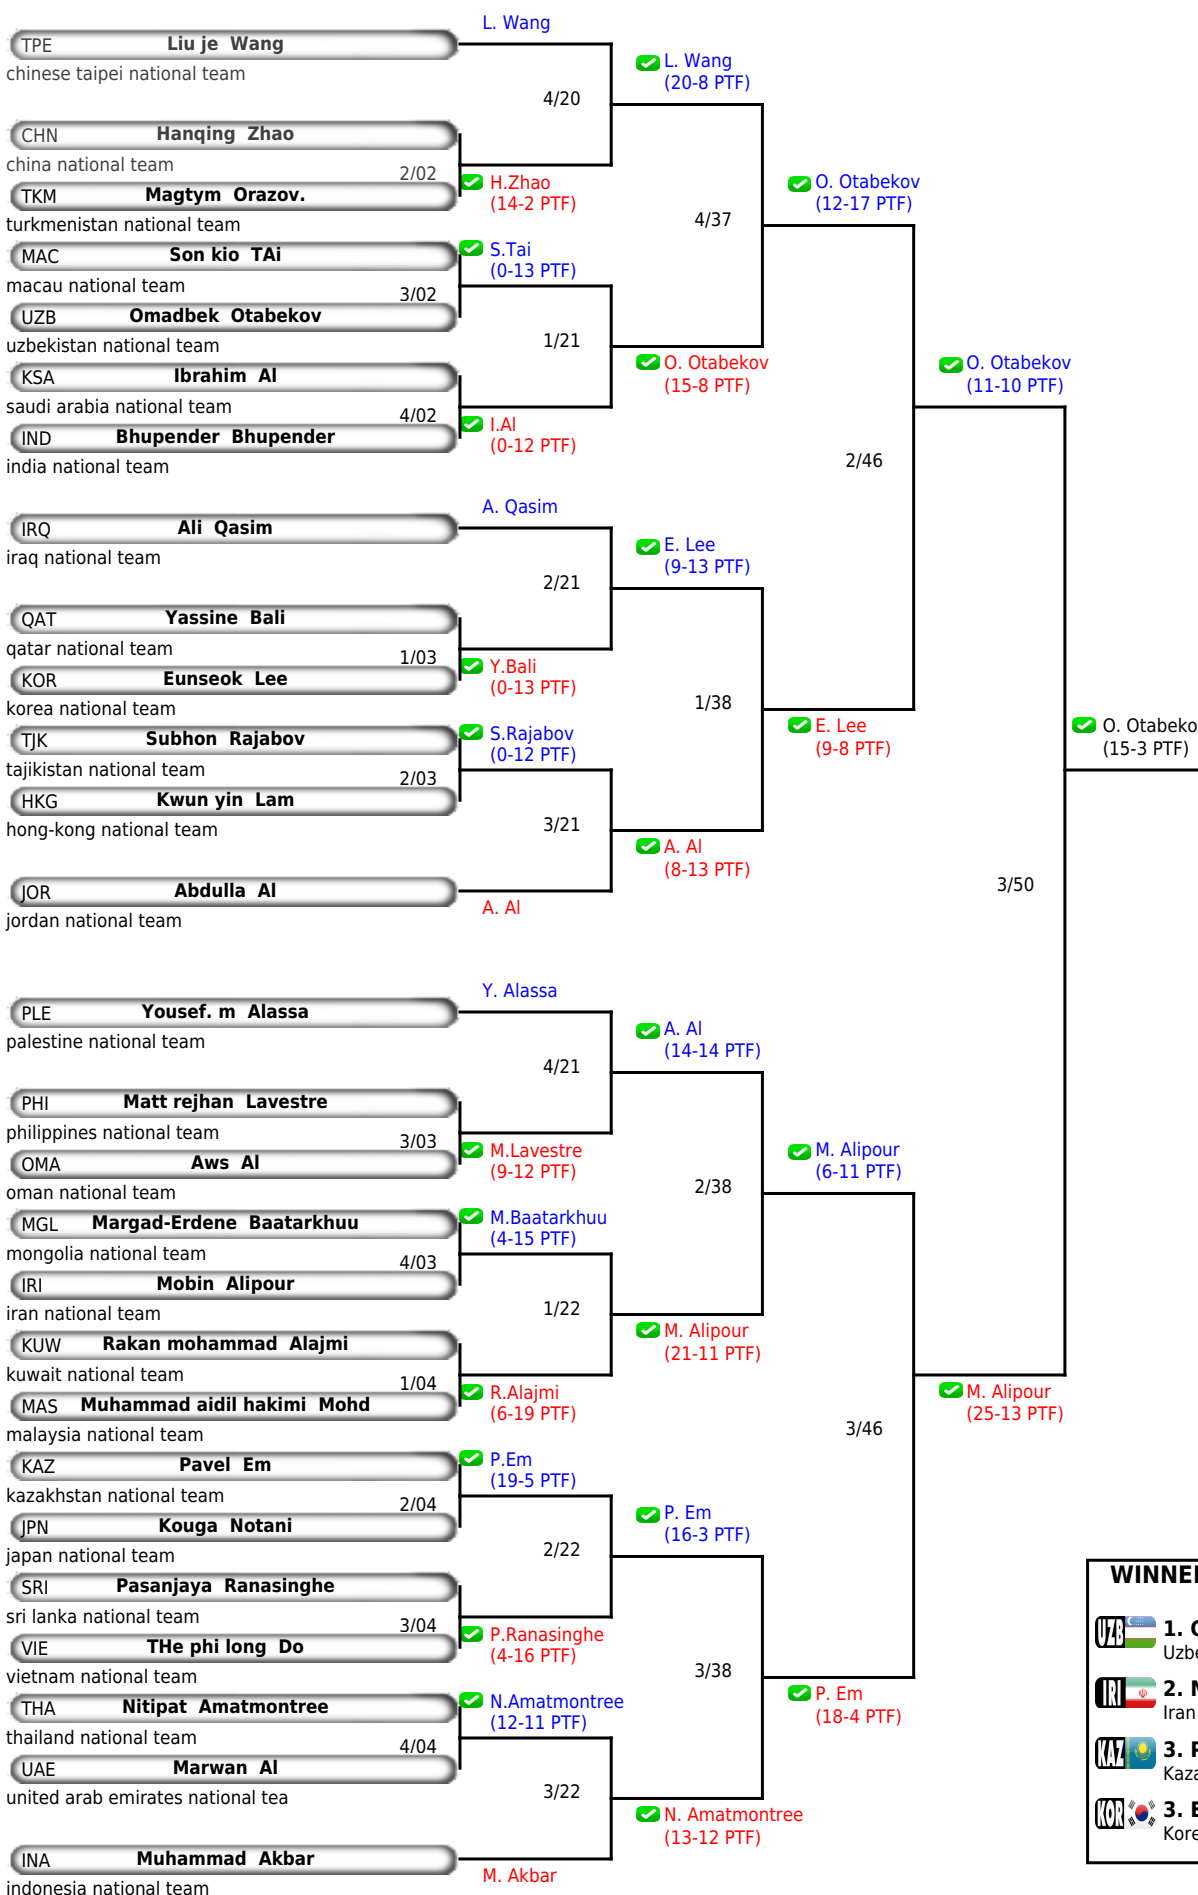 L. Wang
TPE Liu je Wang
chinese taipei national team
L. Wang
(20-8 PTF)
4/20
CHN Hanqing Zhao
china national team
2/02
H.Zhao
(14-2 PTF)
TKM Magtym Orazov.
turkmenistan national team
O. Otabekov
(12-17 PTF)
4/37
MAC Son kio TAi
macau national team
S.Tai
(0-13 PTF)
3/02
UZB Omadbek Otabekov
uzbekistan national team
1/21
O. Otabekov
(15-8 PTF)
O. Otabekov
(11-10 PTF)
KSA Ibrahim Al
saudi arabia national team
4/02
I.Al
(0-12 PTF)
IND Bhupender Bhupender
india national team
2/46
A. Qasim
IRQ Ali Qasim
iraq national team
E. Lee
(9-13 PTF)
2/21
QAT Yassine Bali
qatar national team
1/03
Y.Bali
(0-13 PTF)
KOR Eunseok Lee
korea national team
1/38
E. Lee
(9-8 PTF)
O. Otabeko
(15-3 PTF)
TJK Subhon Rajabov
tajikistan national team
S.Rajabov
(0-12 PTF)
2/03
HKG Kwun yin Lam
hong-kong national team
3/21
A. Al
(8-13 PTF)
JOR Abdulla Al
jordan national team
A. Al
3/50
Y. Alassa
PLE Yousef. m Alassa
palestine national team
A. Al
(14-14 PTF)
4/21
PHI Matt rejhan Lavestre
philippines national team
3/03
M.Lavestre
(9-12 PTF)
OMA Aws Al
oman national team
M. Alipour
(6-11 PTF)
2/38
MGL Margad-Erdene Baatarkhuu
mongolia national team
M.Baatarkhuu
(4-15 PTF)
4/03
IRI Mobin Alipour
iran national team
1/22
M. Alipour
(21-11 PTF)
KUW Rakan mohammad Alajmi
kuwait national team
1/04
R.Alajmi
(6-19 PTF)
M. Alipour
(25-13 PTF)
MAS Muhammad aidil hakimi Mohd
malaysia national team
3/46
KAZ Pavel Em
kazakhstan national team
P.Em
(19-5 PTF)
2/04
JPN Kouga Notani
japan national team
P. Em
(16-3 PTF)
2/22
SRI Pasanjaya Ranasinghe
sri lanka national team
3/04
P.Ranasinghe
(4-16 PTF)
VIE THe phi long Do
vietnam national team
3/38
P. Em
(18-4 PTF)
THA Nitipat Amatmontree
thailand national team
N.Amatmontree
(12-11 PTF)
4/04
UAE Marwan Al
united arab emirates national tea
3/22
N. Amatmontree
(13-12 PTF)
INA Muhammad Akbar
indonesia national team
M. Akbar
WINNE
UZB 1. O
Uzbe
IRI 2.
Iran
KAZ 3. P
Kaza
KOR 3. E
Kore